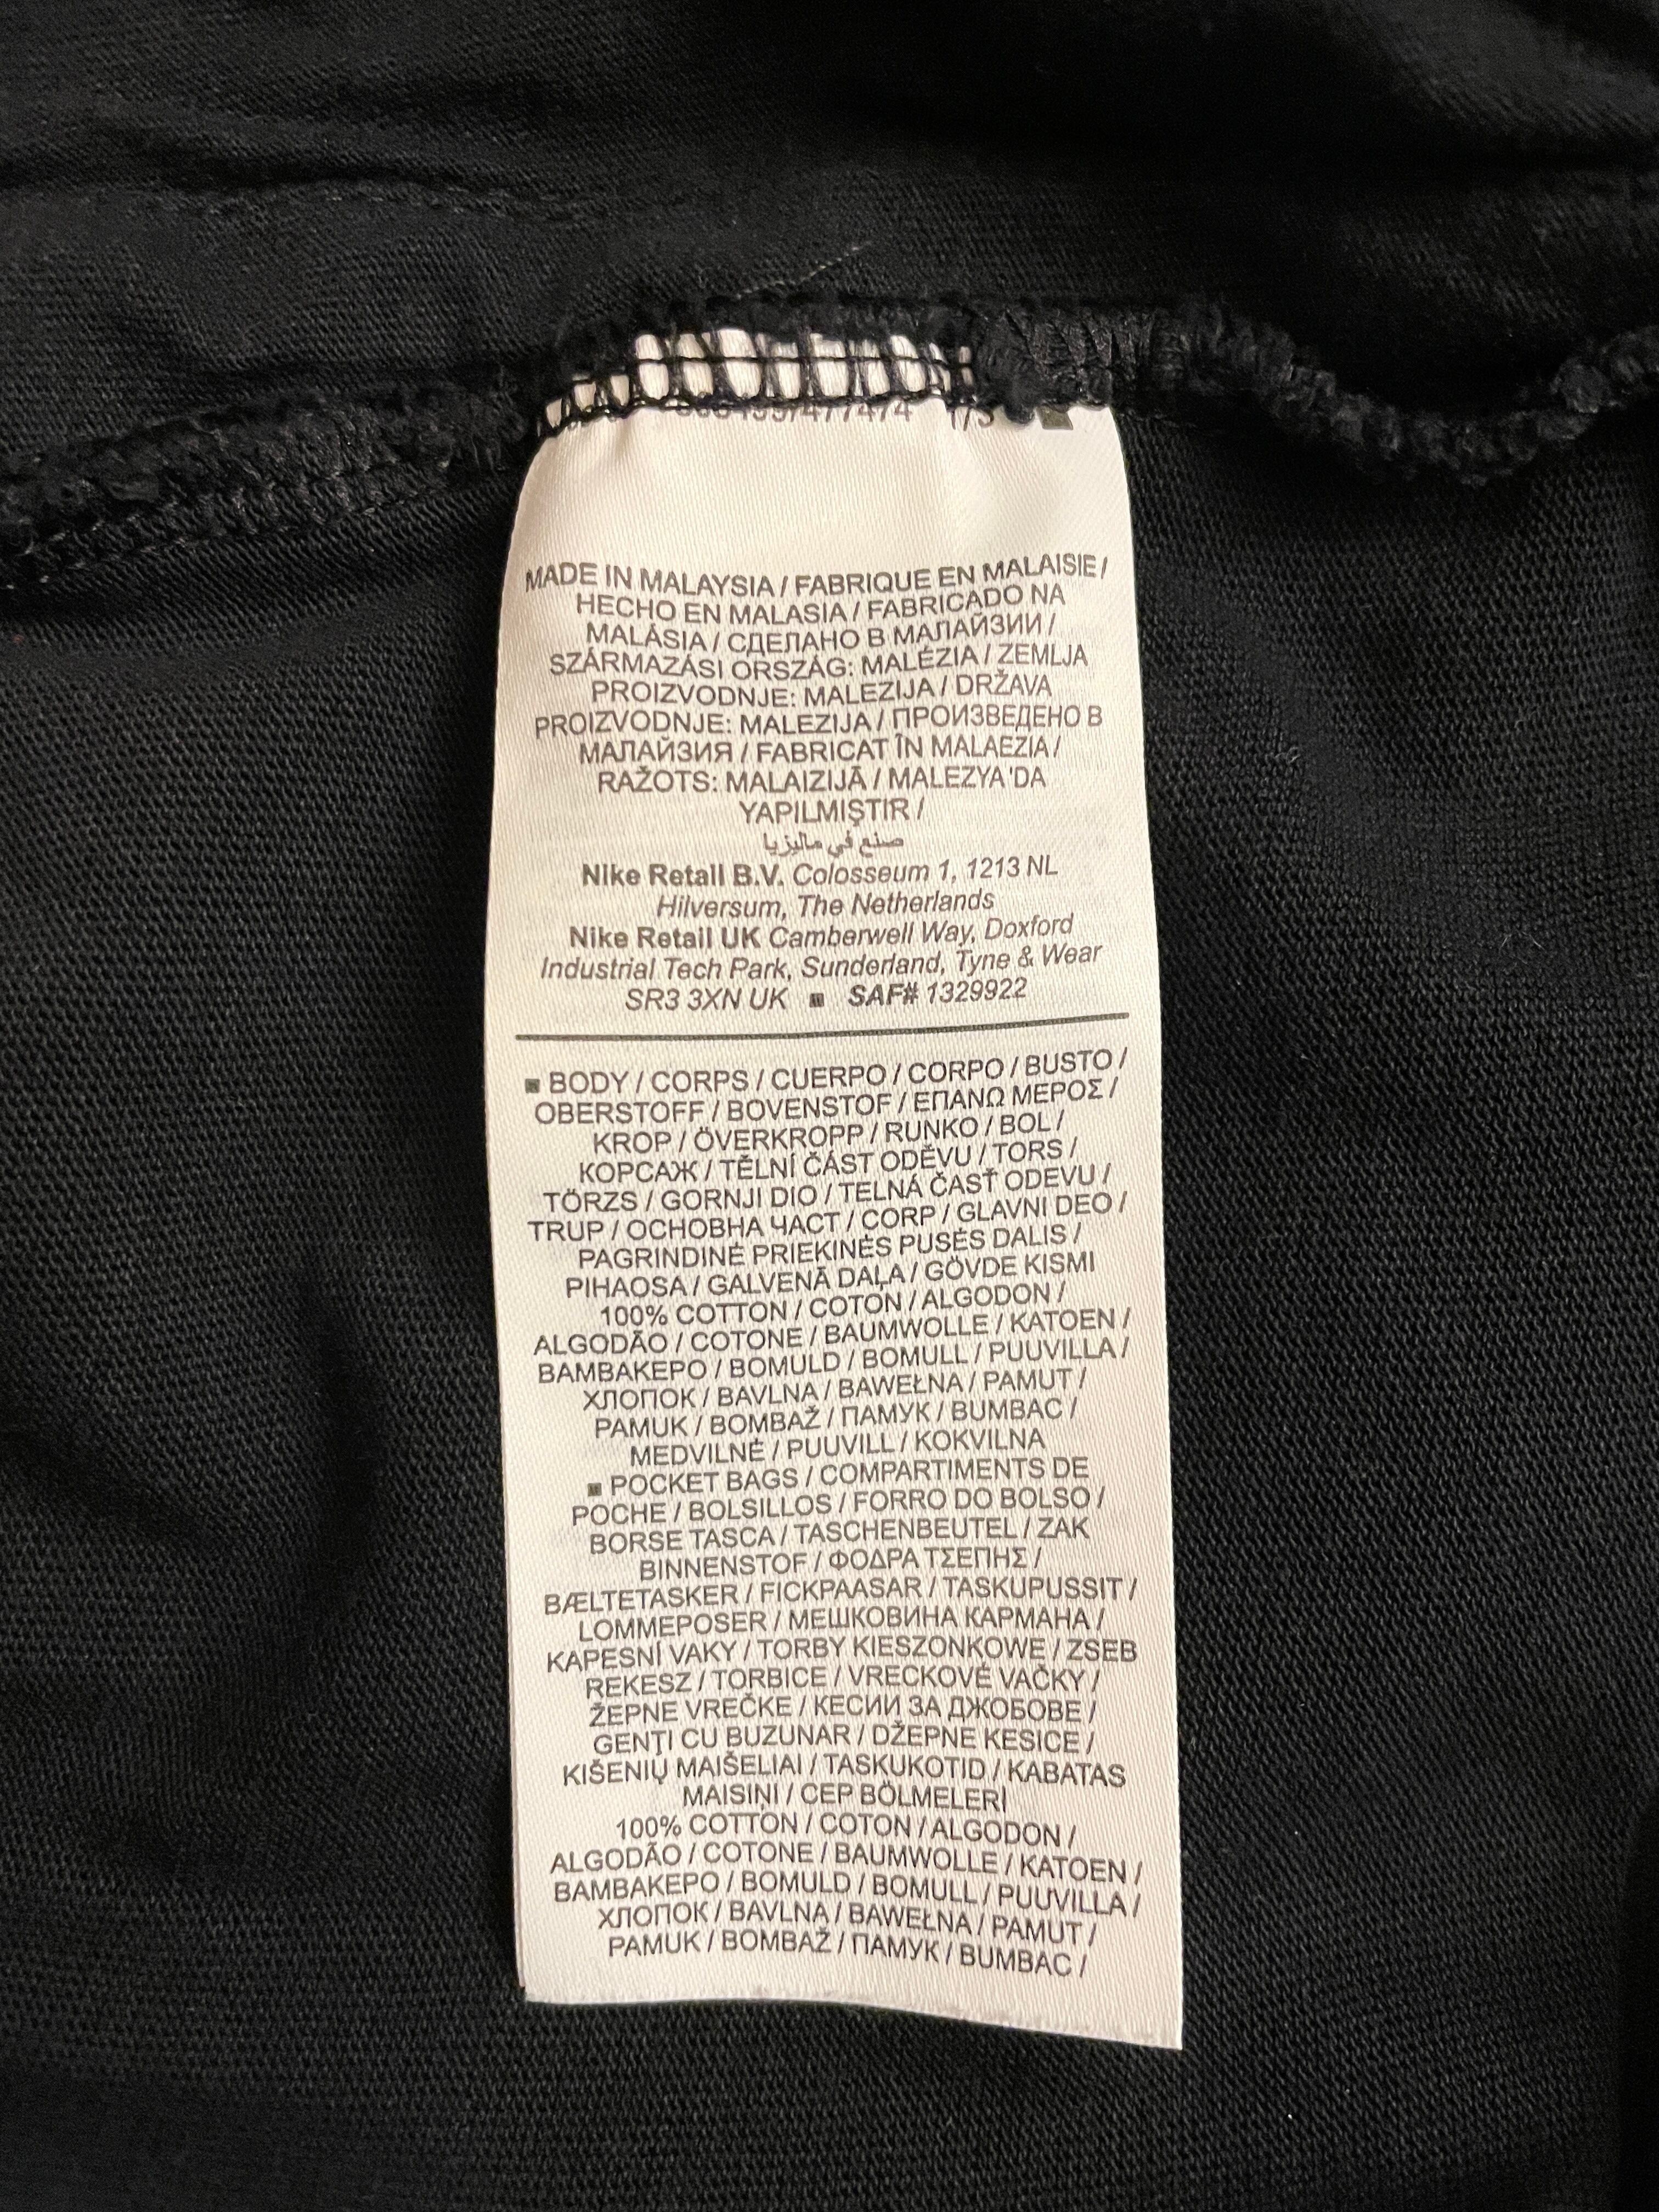 1/3
MADE IN MALAYSIA / FABRIQUE EN MALAISIE /
HECHO EN MALASIA / FABRICADO NA
MALÁSIA / СДЕЛАНО В МАЛАЙЗИИ /
SZÁRMAZÁSI ORSZÁG: MALÉZIA / ZEMLJA
PROIZVODNJE: MALEZIJA / DRŽAVA
PROIZVODNJE: MALEZIJA / ПРОИЗВЕДЕНО В
МАЛАЙЗИЯ / FABRICAT ÎN MALAEZIA /
RAŽOTS: MALAIZIJĀ / MALEZYA'DA
YAPILMIŞTIR /
صنع في ماليزيا
Nike Retail B.V. Colosseum 1, 1213 NL
Hilversum, The Netherlands
Nike Retail UK Camberwell Way, Doxford
Industrial Tech Park, Sunderland, Tyne & Wear
SR3 3XN UK ■ SAF# 1329922
■ BODY / CORPS / CUERPO / CORPO / BUSTO /
OBERSTOFF / BOVENSTOF / ΕΠΑΝΩ ΜΕΡΟΣ /
KROP / ÖVERKROPP / RUNKO / BOL /
КОРСАЖ / TĚLNÍ ČÁST ODĚVU / TORS /
TÖRZS / GORNJI DIO / TELNÁ ČASŤ ODEVU /
TRUP / ОСНОВНА ЧАСТ / CORP / GLAVNI DEO /
PAGRINDINĖ PRIEKINĖS PUSĖS DALIS /
PIHAOSA / GALVENĀ DAĻA / GÖVDE KISMI
100% COTTON / COTON / ALGODON /
ALGODÃO / COTONE / BAUMWOLLE / KATOEN /
ΒΑΜΒΑΚΕΡΟ / BOMULD / BOMULL / PUUVILLA /
ХЛОПОК / BAVLNA / BAWEŁNA / PAMUT /
PAMUK / BOMBAŽ / ПАМУК / BUMBAC /
MEDVILNĖ / PUUVILL / KOKVILNA
■ POCKET BAGS / COMPARTIMENTS DE
POCHE / BOLSILLOS / FORRO DO BOLSO /
BORSE TASCA / TASCHENBEUTEL / ZAK
BINNENSTOF / ΦΟΔΡΑ ΤΣΕΠΗΣ /
BÆLTETASKER / FICKPAASAR / TASKUPUSSIT /
LOMMEPOSER / МЕШКОВИНА КАРМАНА /
KAPESNÍ VAKY / TORBY KIESZONKOWE / ZSEB
REKESZ / TORBICE / VRECKOVÉ VAČKY /
ŽEPNE VREČKE / КЕСИИ ЗА ДЖОБОВЕ /
GENŢI CU BUZUNAR / DŽEPNE KESICE /
KIŠENIŲ MAIŠELIAI / TASKUKOTID / KABATAS
MAISIŅI / CEP BÖLMELERİ
100% COTTON / COTON / ALGODON /
ALGODÃO / COTONE / BAUMWOLLE / KATOEN /
ΒΑΜΒΑΚΕΡΟ / BOMULD / BOMULL / PUUVILLA /
ХЛОПОК / BAVLNA / BAWEŁNA / PAMUT /
PAMUK / BOMBAŽ / ПАМУК / BUMBAC /